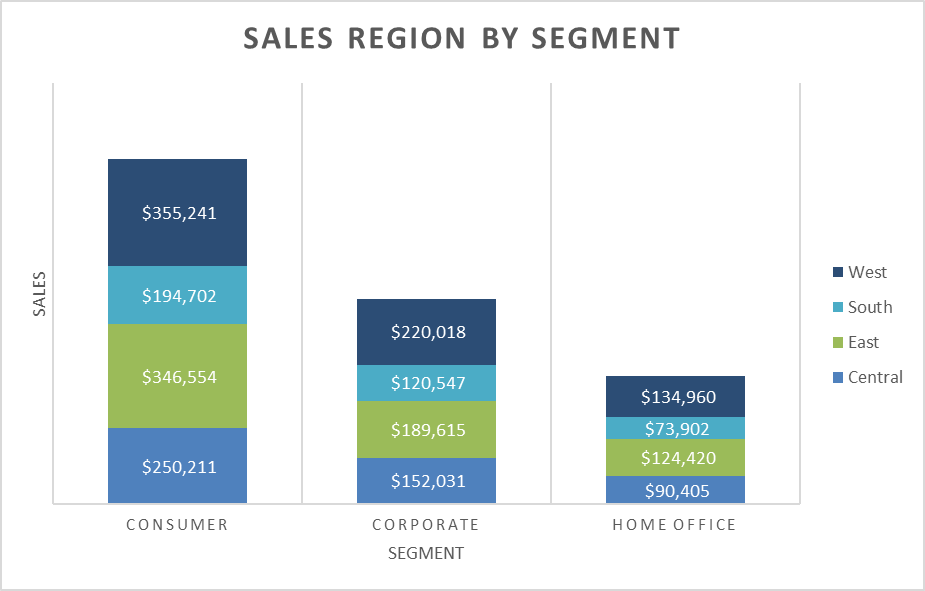 SALES REGION BY SEGMENT
SALES
$355,241
$194,702
$346,554
$250,211
$220,018
$120,547
$189,615
$152,031
$134,960
$73,902
$124,420
$90,405
CONSUMER
CORPORATE
HOME OFFICE
SEGMENT
West
South
East
Central